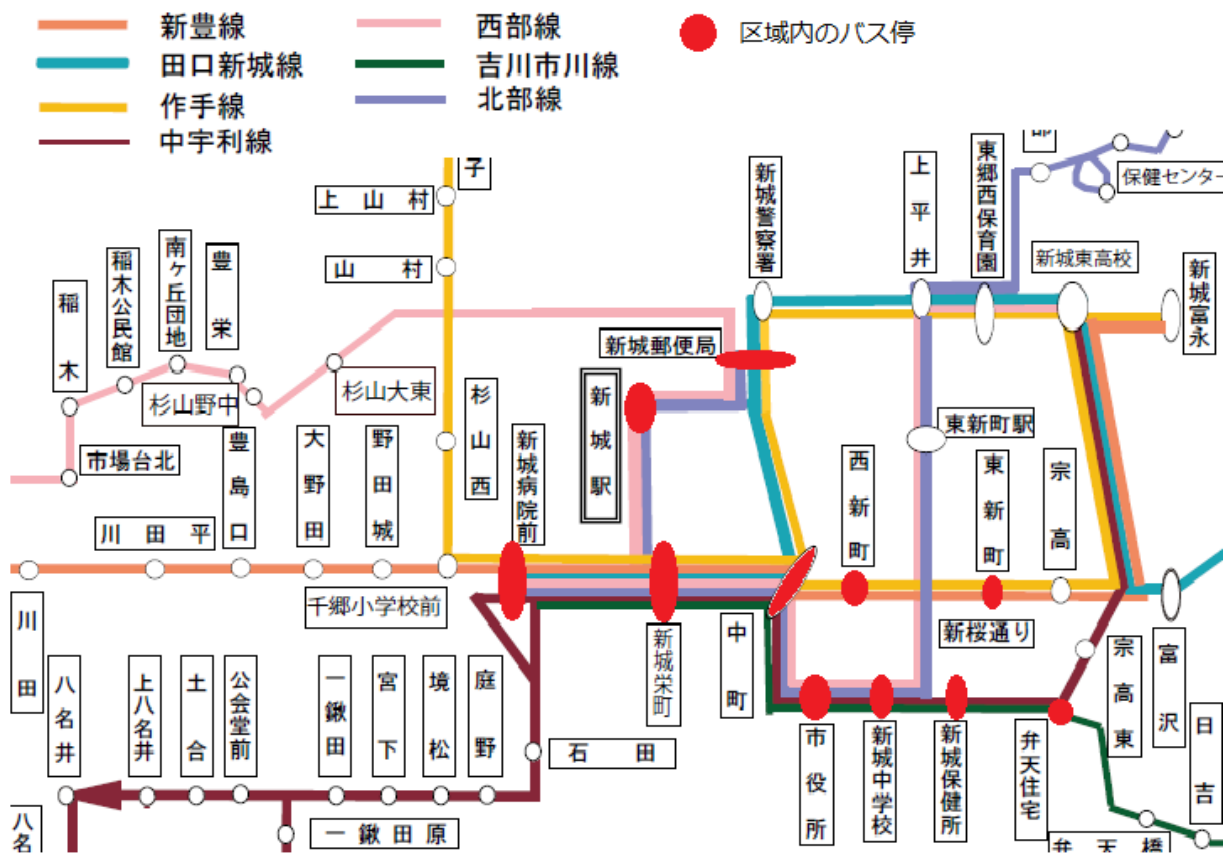 新豊線
西部線
区域内のバス停
田口新城線
吉川市川線
作手線
北部線
中宇利線
子
上山村
山村
新城警察署
上平井
東郷西保育園
保健センター
新城東高校
新城富永
稲木
稲木公民館
南ヶ丘団地
豊栄
杉山野中
杉山大東
新城郵便局
新城駅
市場台北
豊島口
大野田
野田城
杉山西
新城病院前
西新町
東新町駅
東新町
宗高
川田平
千郷小学校前
川田
新城栄町
中町
新桜通り
宗高東
富沢
日吉
八名井
上八名井
土合
公会堂前
一鍬田
宮下
境松
庭野
石田
市役所
新城中学校
新城保健所
弁天住宅
弁天橋
八名
一鍬田原